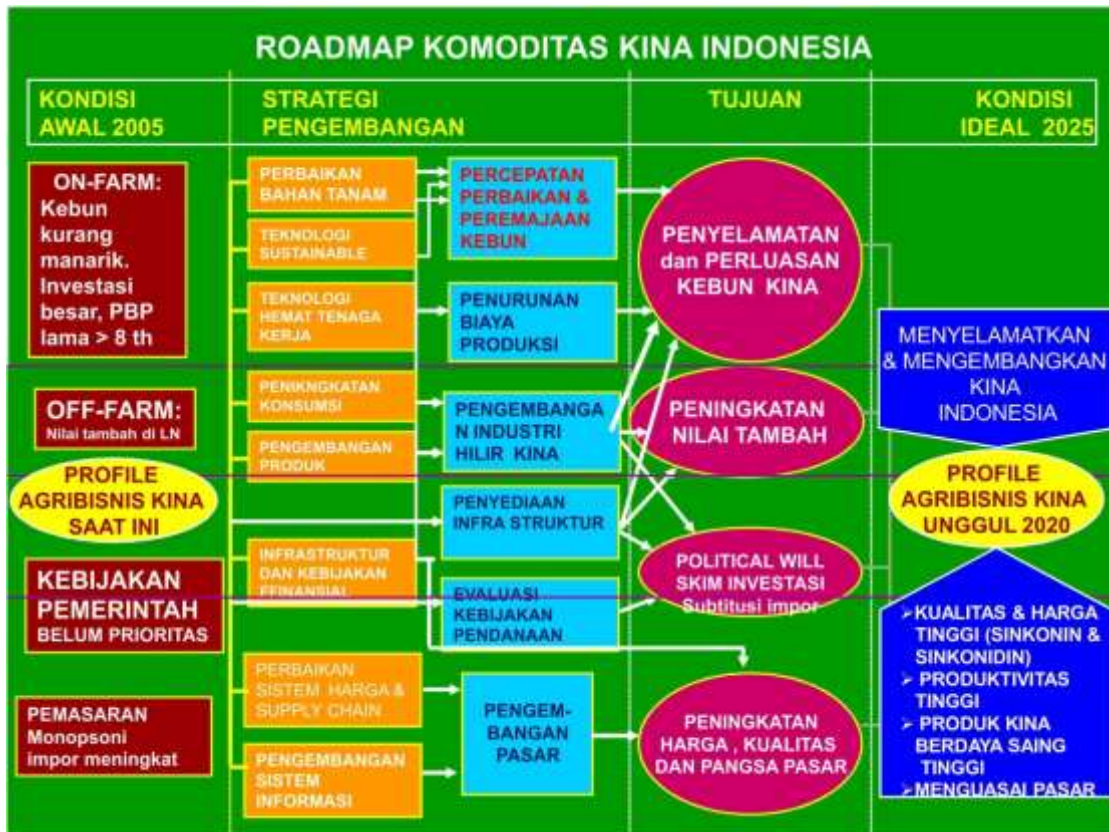 ROADMAP KOMODITAS KINA INDONESIA
KONDISI
AWAL 2005
STRATEGI
PENGEMBANGAN
TUJUAN
KONDISI
IDEAL 2025
ON-FARM:
Kebun
kurang
manarik.
Investasi
besar, PBP
lama > 8 th
OFF-FARM:
Nilai tambah di LN
PROFILE
AGRIBISNIS KINA
SAAT INI
KEBIJAKAN
PEMERINTAH
BELUM PRIORITAS
PEMASARAN
Monopsoni
impor meningkat
PERBAIKAN
BAHAN TANAM
TEKNOLOGI
SUSTAINABLE
TEKNOLOGI
HEMAT TENAGA
KERJA
PENIKNGKATAN
KONSUMSI
PENGEMBANGAN
PRODUK
INFRASTRUKTUR
DAN KEBIJAKAN
FFINANSIAL
PERBAIKAN
SISTEM HARGA &
SUPPLY CHAIN
PENGEMBANGAN
SISTEM
INFORMASI
PERCEPATAN
PERBAIKAN &
PEREMAJAAN
KEBUN
PENURUNAN
BIAYA
PRODUKSI
PENGEMBANGA
N INDUSTRI
HILIR KINA
PENYEDIAAN
INFRA STRUKTUR
EVALUASI
KEBIJAKAN
PENDANAAN
PENGEM-
BANGAN
PASAR
PENYELAMATAN
dan PERLUASAN
KEBUN KINA
PENINGKATAN
NILAI TAMBAH
POLITICAL WILL
SKIM INVESTASI
Subtitusi impor
PENINGKATAN
HARGA , KUALITAS
DAN PANGSA PASAR
MENYELAMATKAN
& MENGEMBANGKAN
KINA
INDONESIA
PROFILE
AGRIBISNIS KINA
UNGGUL 2020
➢KUALITAS & HARGA
TINGGI (SINKONIN &
SINKONIDIN)
➢ PRODUKTIVITAS
TINGGI
➢ PRODUK KINA
BERDAYA SAING
TINGGI
➢MENGUASAI PASAR